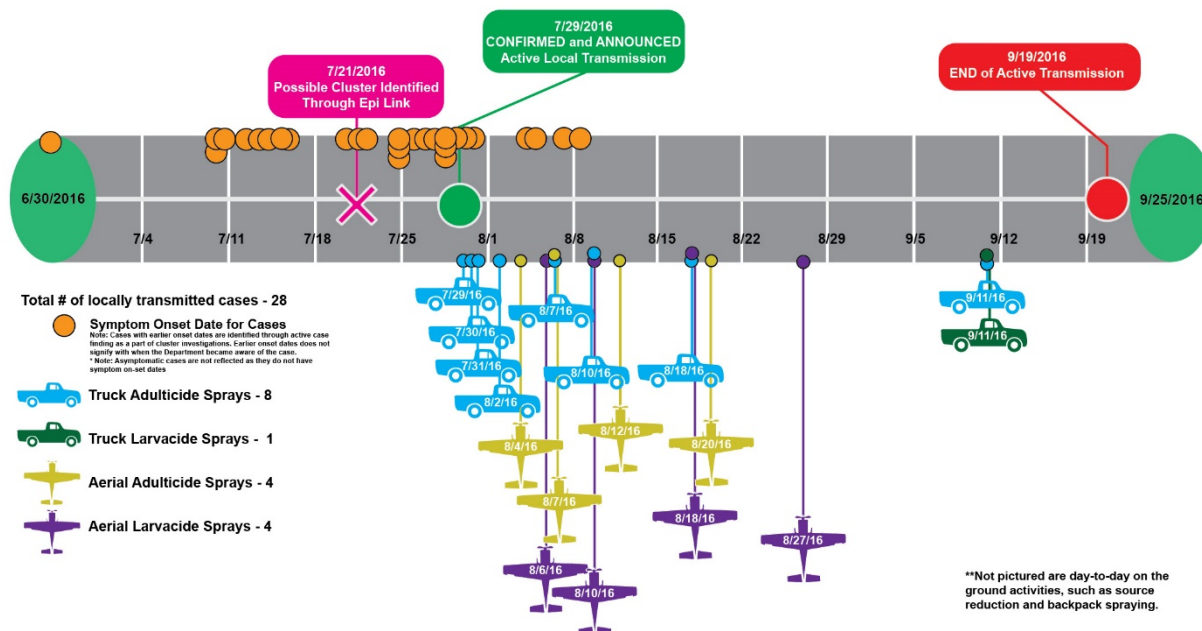 7/29/2016
CONFIRMED and ANNOUNCED
Active Local Transmission
7/21/2016
Possible Cluster Identified
Through Epi Link
9/19/2016
END of Active Transmission
6/30/2016
9/25/2016
7/4
7/11
7/18
7/25
8/1
8/8
8/15
8/22
8/29
9/5
9/12
9/19
Total # of locally transmitted cases - 28
Symptom Onset Date for Cases
Note: Cases with earlier onset dates are identified through active case
finding as a part of cluster investigations. Earlier onset dates does not
signify with when the Department became aware of the case.
* Note: Asymptomatic cases are not reflected as they do not have
symptom on-set dates
Truck Adulticide Sprays - 8
Truck Larvacide Sprays - 1
Aerial Adulticide Sprays - 4
Aerial Larvacide Sprays - 4
7/29/16
7/30/16
7/31/16
8/2/16
8/4/16
8/7/16
8/10/16
8/7/16
8/6/16
8/10/16
8/12/16
8/18/16
8/20/16
8/18/16
8/27/16
9/11/16
9/11/16
**Not pictured are day-to-day on the
ground activities, such as source
reduction and backpack spraying.